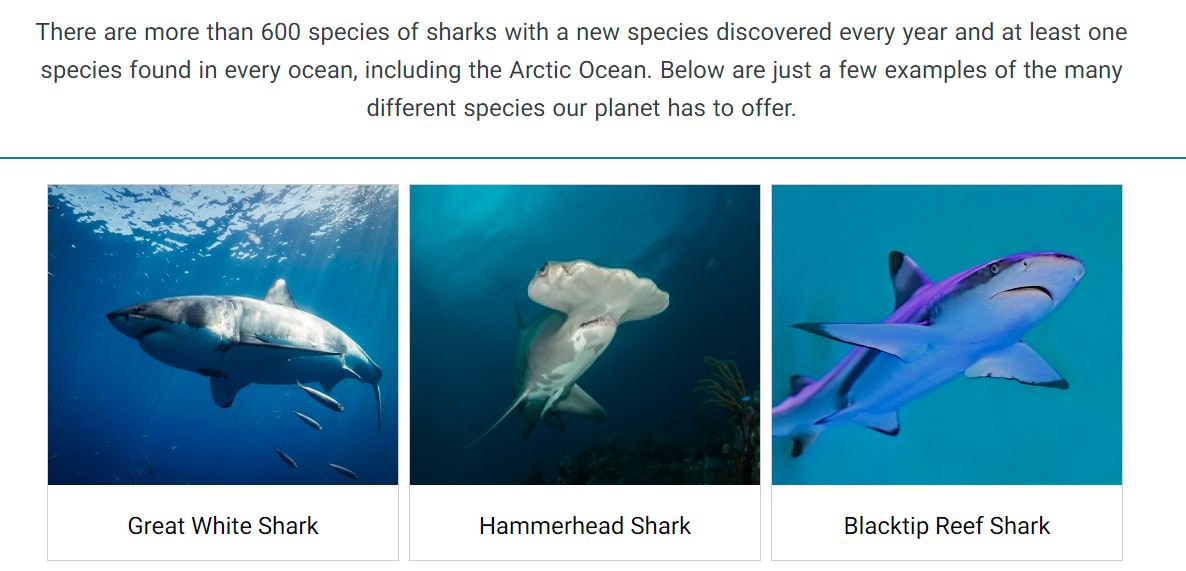 There are more than 600 species of sharks with a new species discovered every year and at least one
species found in every ocean, including the Arctic Ocean. Below are just a few examples of the many
different species our planet has to offer.
Great White Shark
Hammerhead Shark
Blacktip Reef Shark